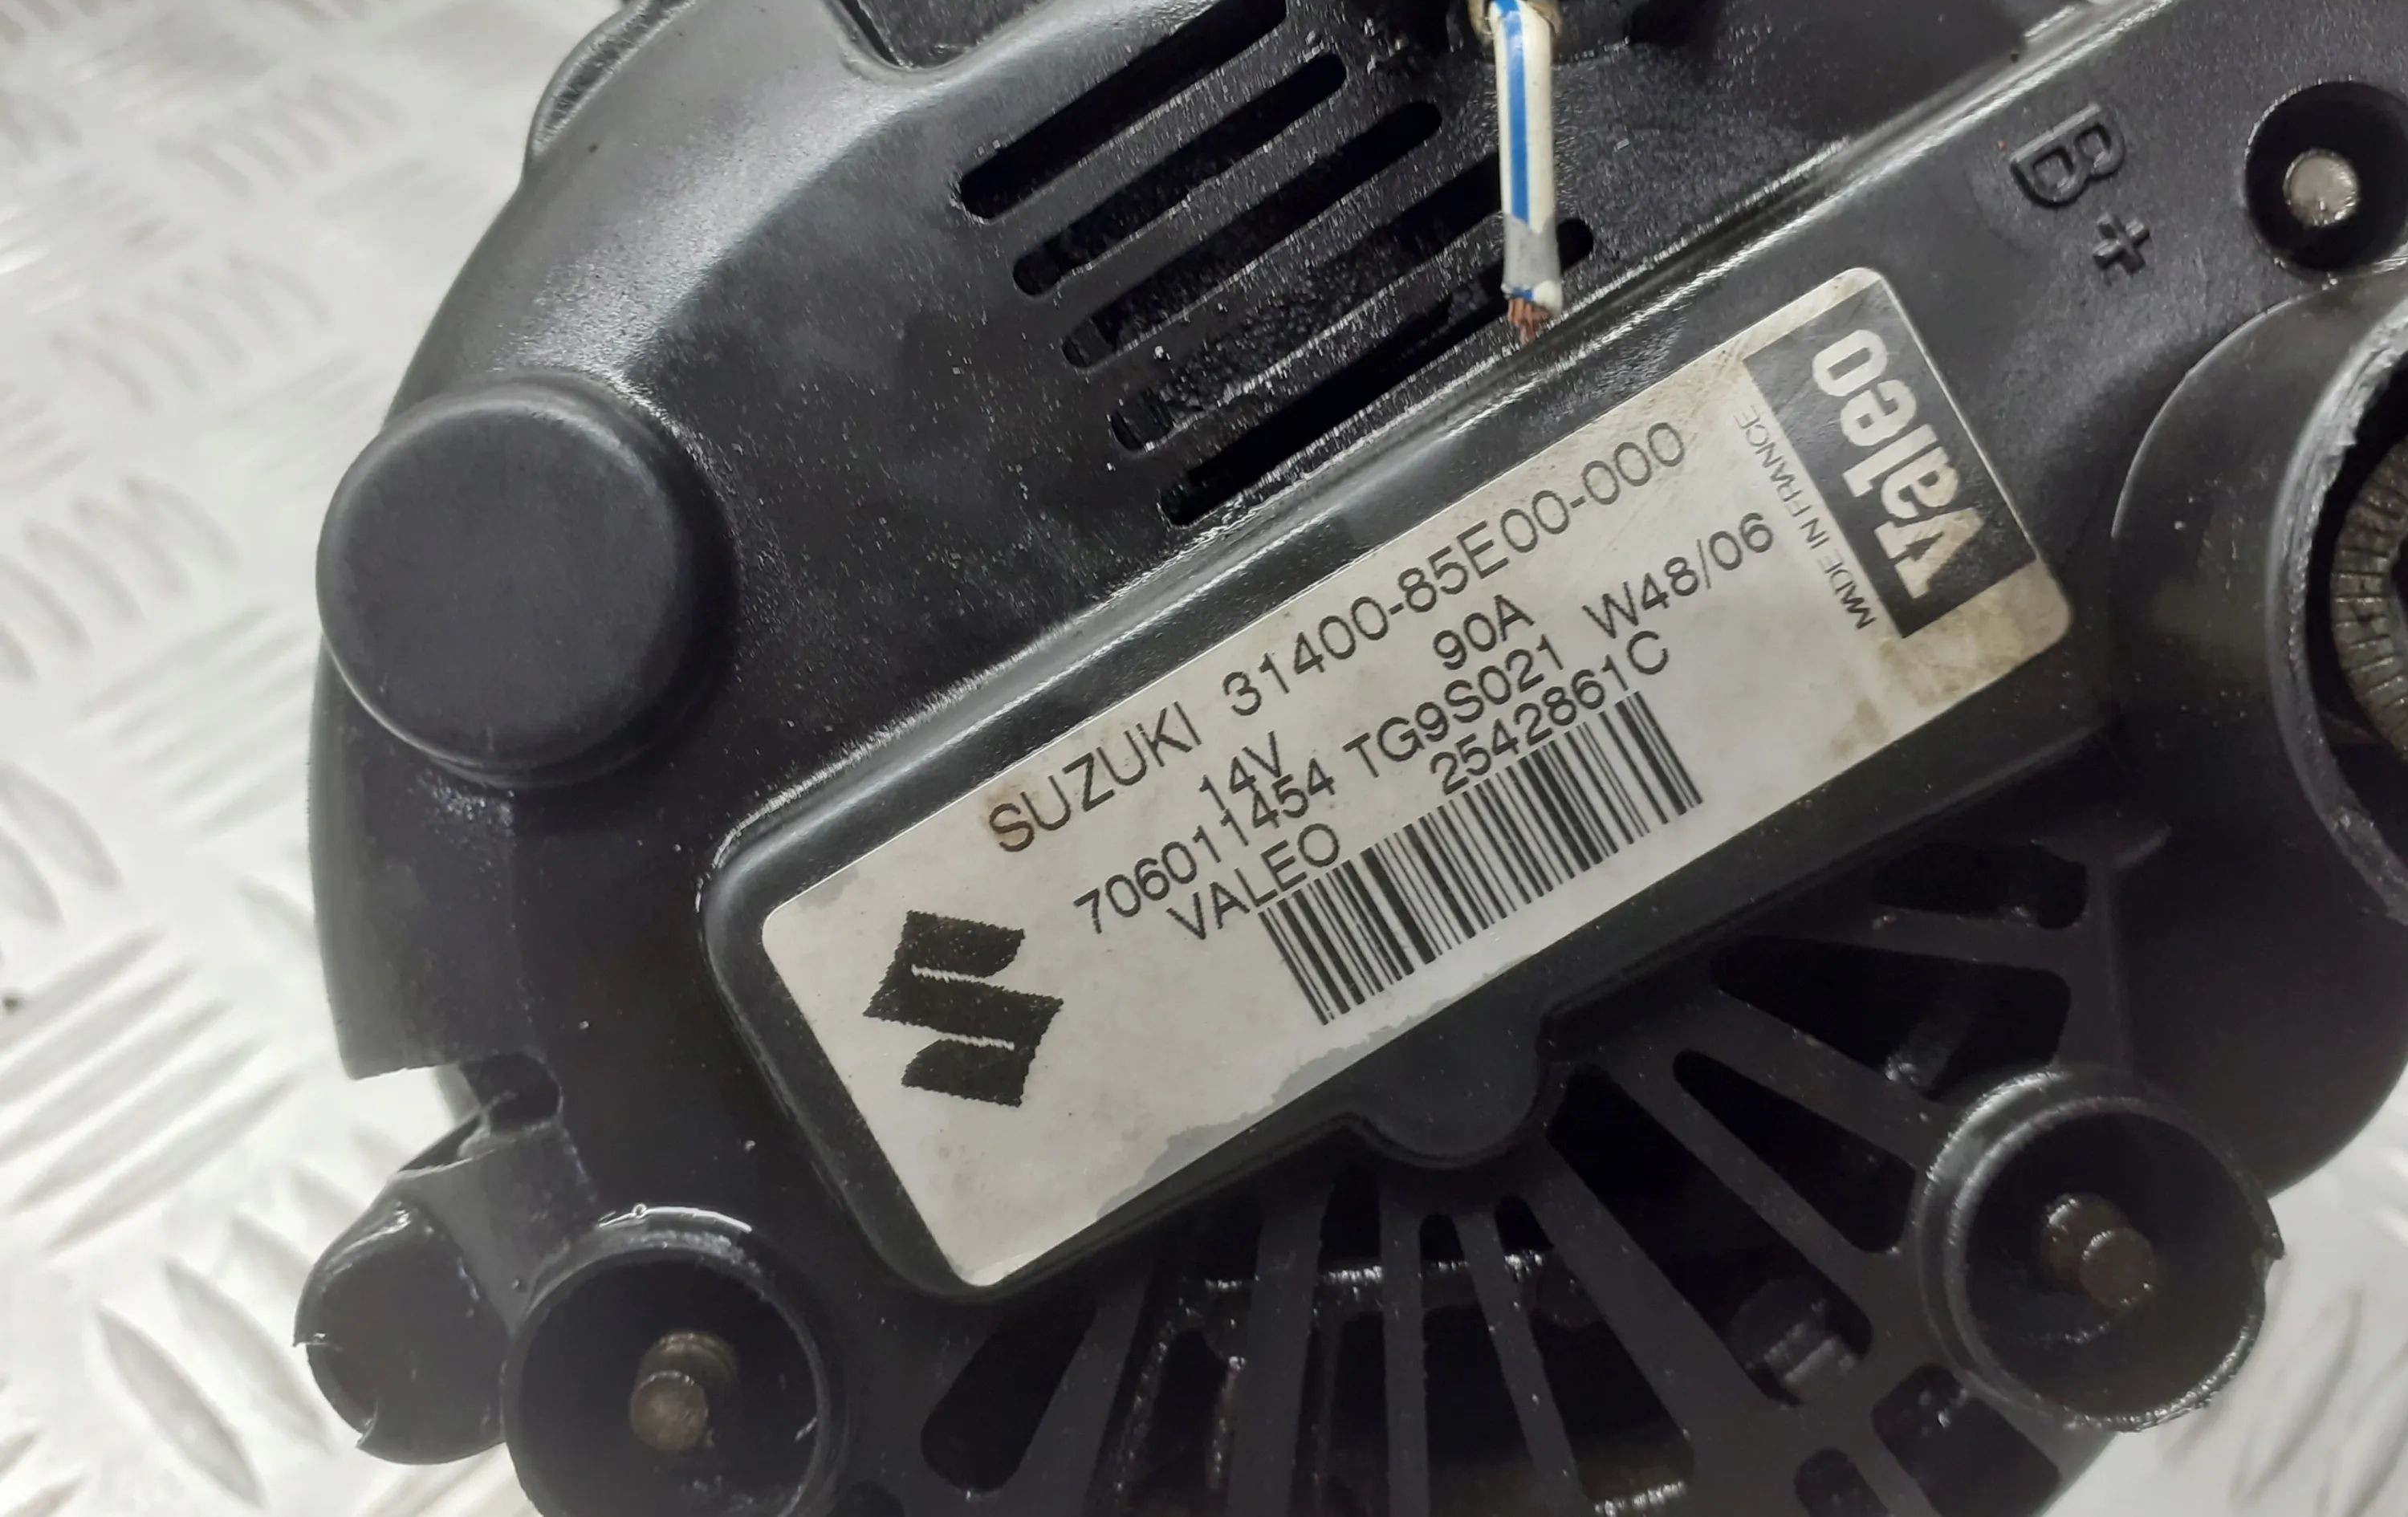 B+
SUZUKI 31400-85E00-000
14V 90A
706011454 TG9S021 W48/06
VALEO 2542861C
MADE IN FRANCE
Valeo